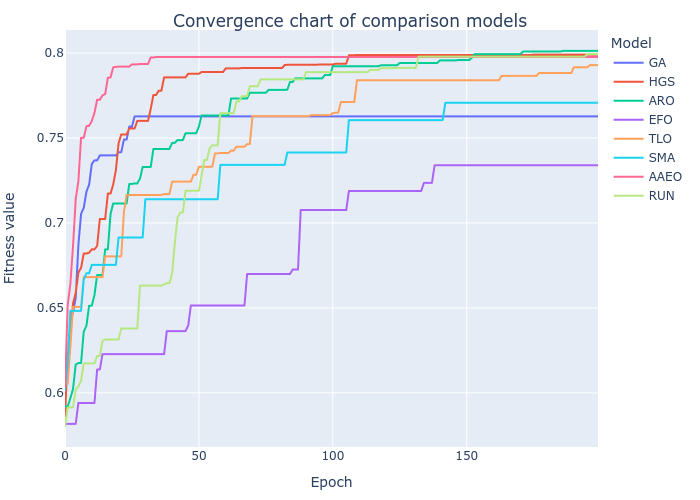 Convergence chart of comparison models
Model
GA
HGS
ARO
EFO
TLO
SMA
AAEO
RUN
Fitness value
0.8
0.75
0.7
0.65
0.6
0
50
100
150
Epoch